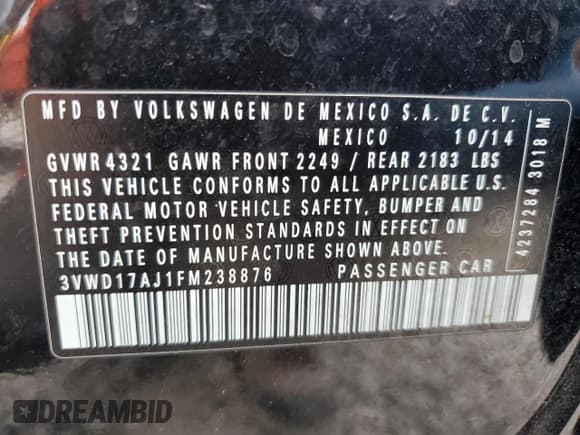 MFD BY VOLKSWAGEN DE MEXICO S.A. DE C.V.
MEXICO 10/14
GVWR 4321 GAWR FRONT 2249 / REAR 2183 LBS
THIS VEHICLE CONFORMS TO ALL APPLICABLE U.S.
FEDERAL MOTOR VEHICLE SAFETY, BUMPER AND
THEFT PREVENTION STANDARDS IN EFFECT ON
THE DATE OF MANUFACTURE SHOWN ABOVE.
3VWD17AJ1FM238876 PASSENGER CAR
4237284 3018 M
DREAMBID